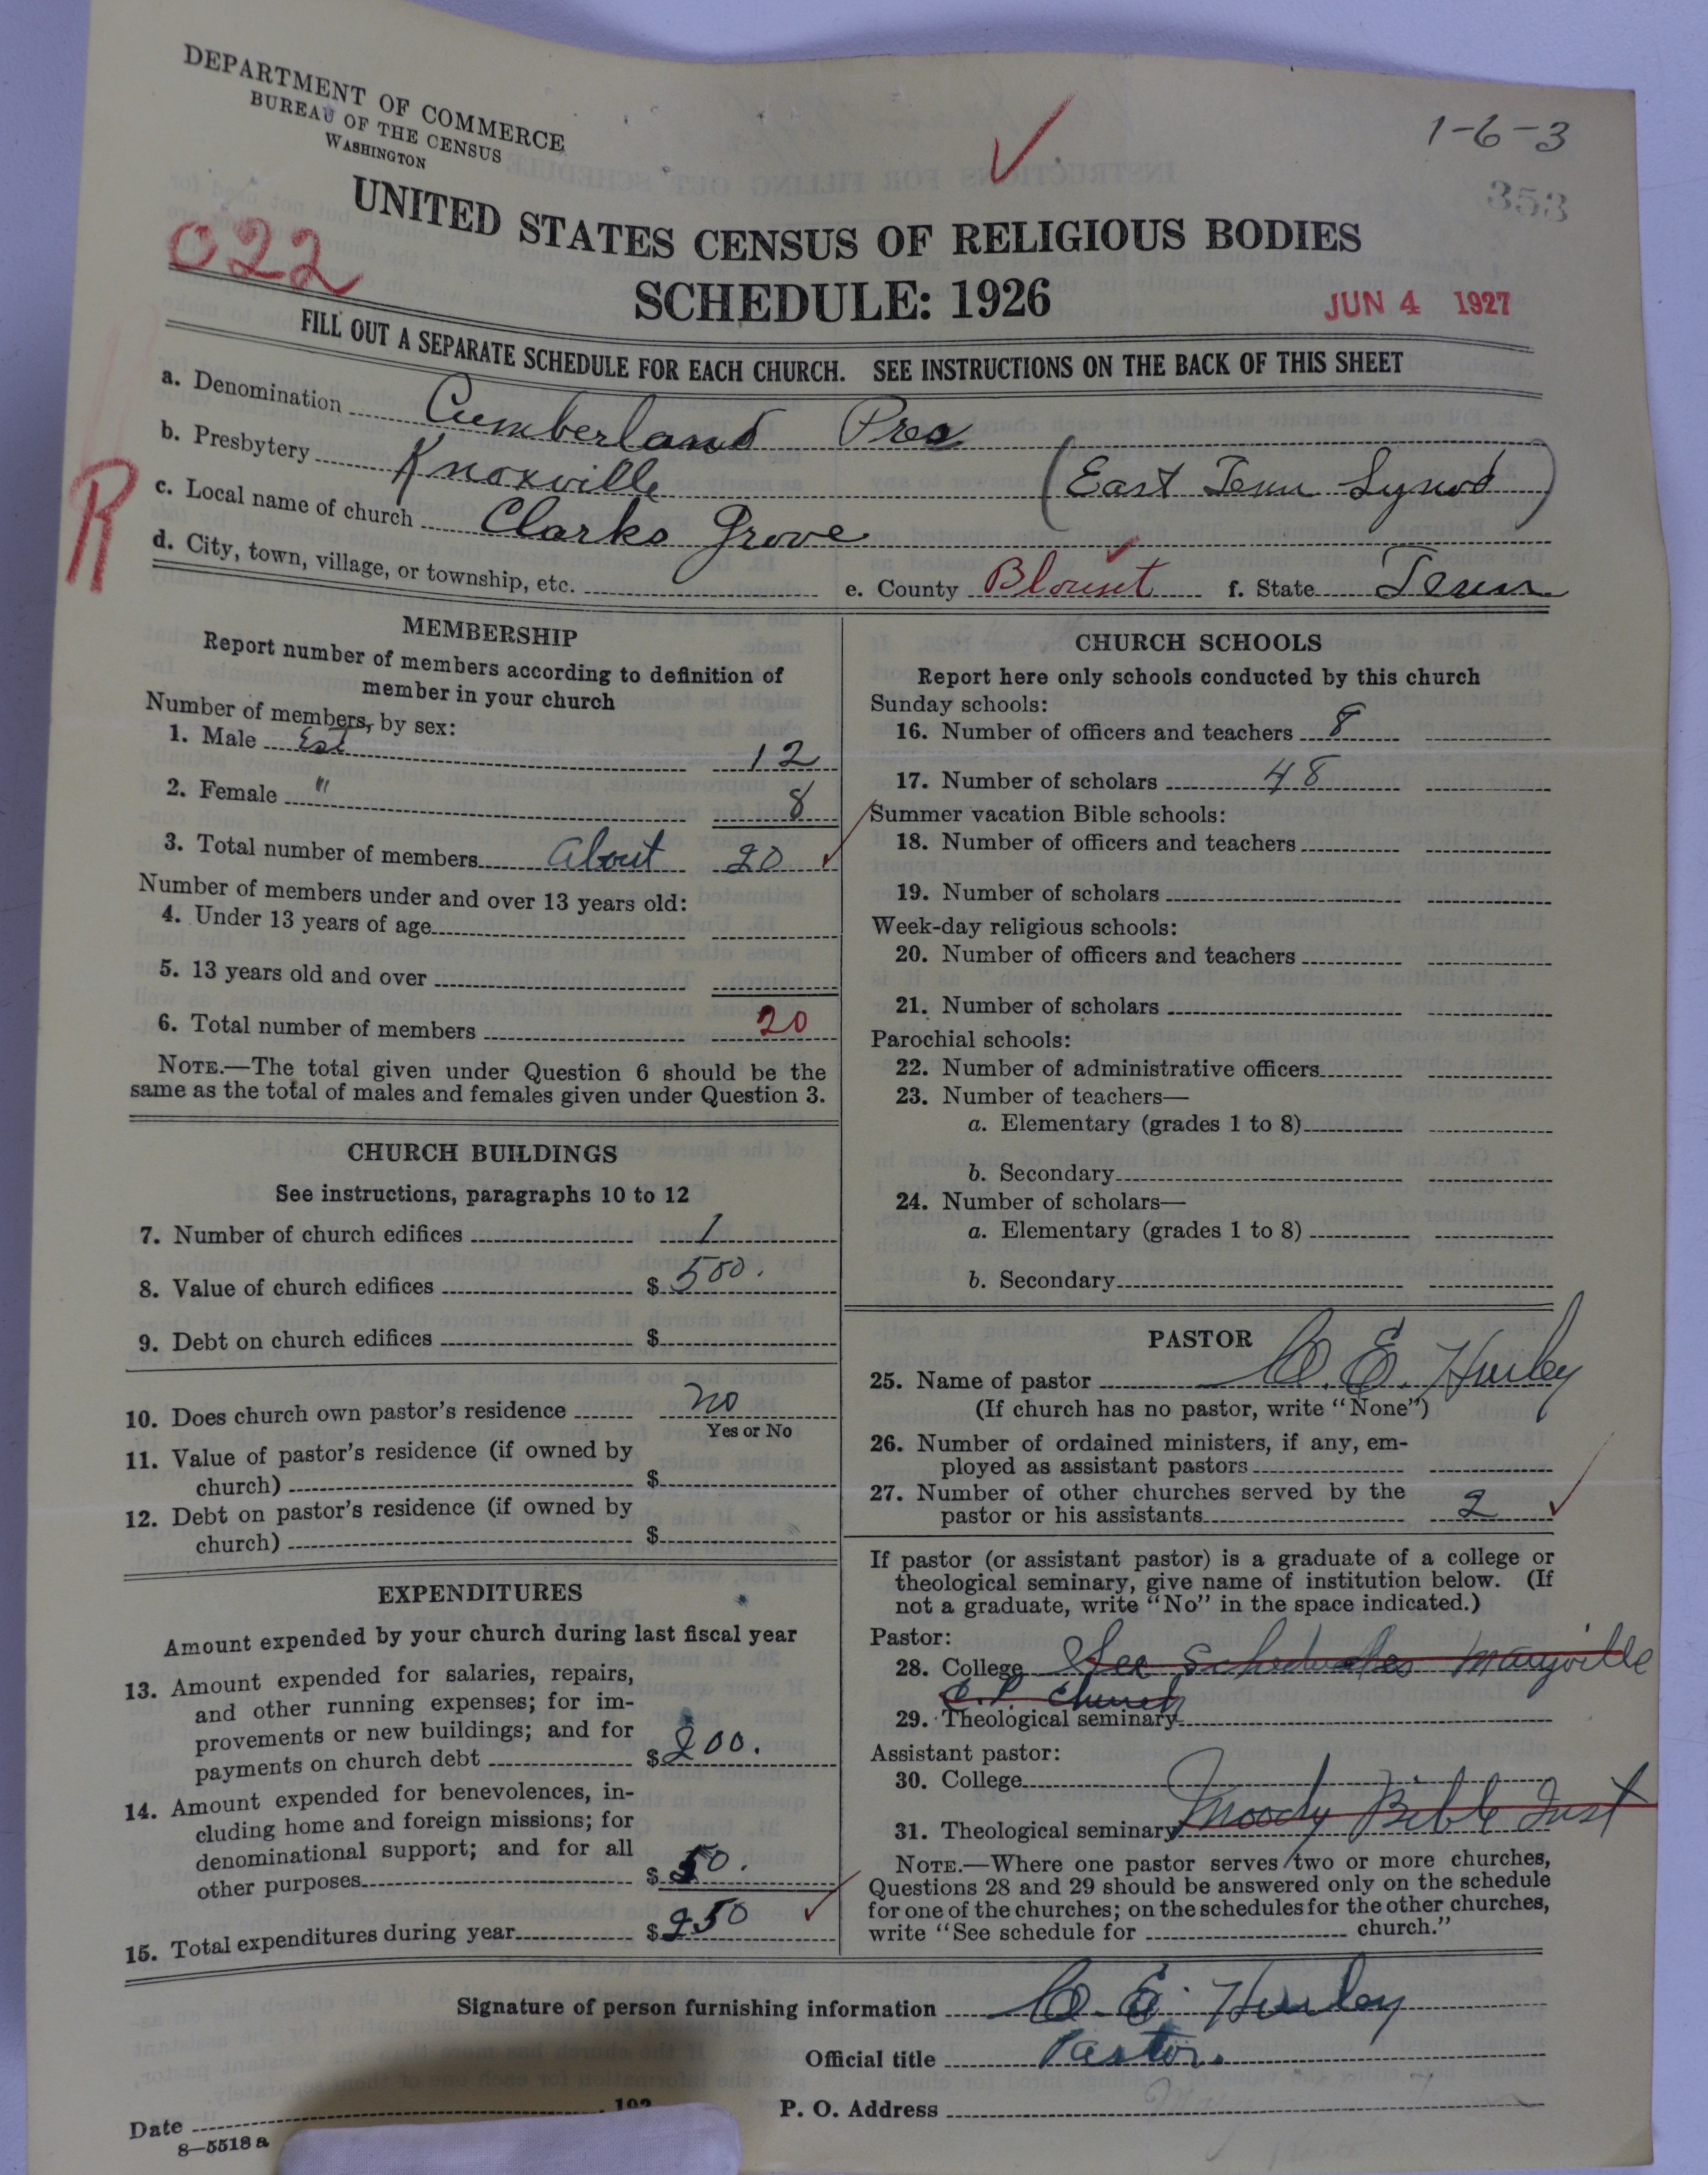 DEPARTMENT OF COMMERCE
BUREAU OF THE CENSUS
WASHINGTON
1-6-3
353
UNITED STATES CENSUS OF RELIGIOUS BODIES
022
SCHEDULE: 1926
JUN 4 1927
FILL OUT A SEPARATE SCHEDULE FOR EACH CHURCH. SEE INSTRUCTIONS ON THE BACK OF THIS SHEET
a. Denomination Cumberland Pres
b. Presbytery Knoxville (East Tenn Synod)
R
c. Local name of church Clarks Grove
d. City, town, village, or township, etc.
e. County Blount f. State Tenn
MEMBERSHIP
Report number of members according to definition of
member in your church
Number of members, by sex:
1. Male Est 12
2. Female " 8
3. Total number of members About 20
Number of members under and over 13 years old:
4. Under 13 years of age
5. 13 years old and over
6. Total number of members 20
NOTE.—The total given under Question 6 should be the
same as the total of males and females given under Question 3.
CHURCH BUILDINGS
See instructions, paragraphs 10 to 12
7. Number of church edifices 1
8. Value of church edifices $ 500.
9. Debt on church edifices $
10. Does church own pastor's residence no
Yes or No
11. Value of pastor's residence (if owned by
church) $
12. Debt on pastor's residence (if owned by
church) $
EXPENDITURES
Amount expended by your church during last fiscal year
13. Amount expended for salaries, repairs,
and other running expenses; for im-
provements or new buildings; and for
payments on church debt $ 200.
14. Amount expended for benevolences, in-
cluding home and foreign missions; for
denominational support; and for all
other purposes $ 50.
15. Total expenditures during year $ 250
CHURCH SCHOOLS
Report here only schools conducted by this church
Sunday schools:
16. Number of officers and teachers 8
17. Number of scholars 48
Summer vacation Bible schools:
18. Number of officers and teachers
19. Number of scholars
Week-day religious schools:
20. Number of officers and teachers
21. Number of scholars
Parochial schools:
22. Number of administrative officers
23. Number of teachers—
a. Elementary (grades 1 to 8)
b. Secondary
24. Number of scholars—
a. Elementary (grades 1 to 8)
b. Secondary
PASTOR
25. Name of pastor C. E. Hurley
(If church has no pastor, write "None")
26. Number of ordained ministers, if any, em-
ployed as assistant pastors
27. Number of other churches served by the
pastor or his assistants 2
If pastor (or assistant pastor) is a graduate of a college or
theological seminary, give name of institution below. (If
not a graduate, write "No" in the space indicated.)
Pastor:
28. College See Schedules Maryville
C.P. Church
29. Theological seminary
Assistant pastor:
30. College
31. Theological seminary Moody Bible Inst
NOTE.—Where one pastor serves two or more churches,
Questions 28 and 29 should be answered only on the schedule
for one of the churches; on the schedules for the other churches,
write "See schedule for church."
Signature of person furnishing information C. E. Hurley
Official title Pastor.
Date 192
P. O. Address
8—5518 a